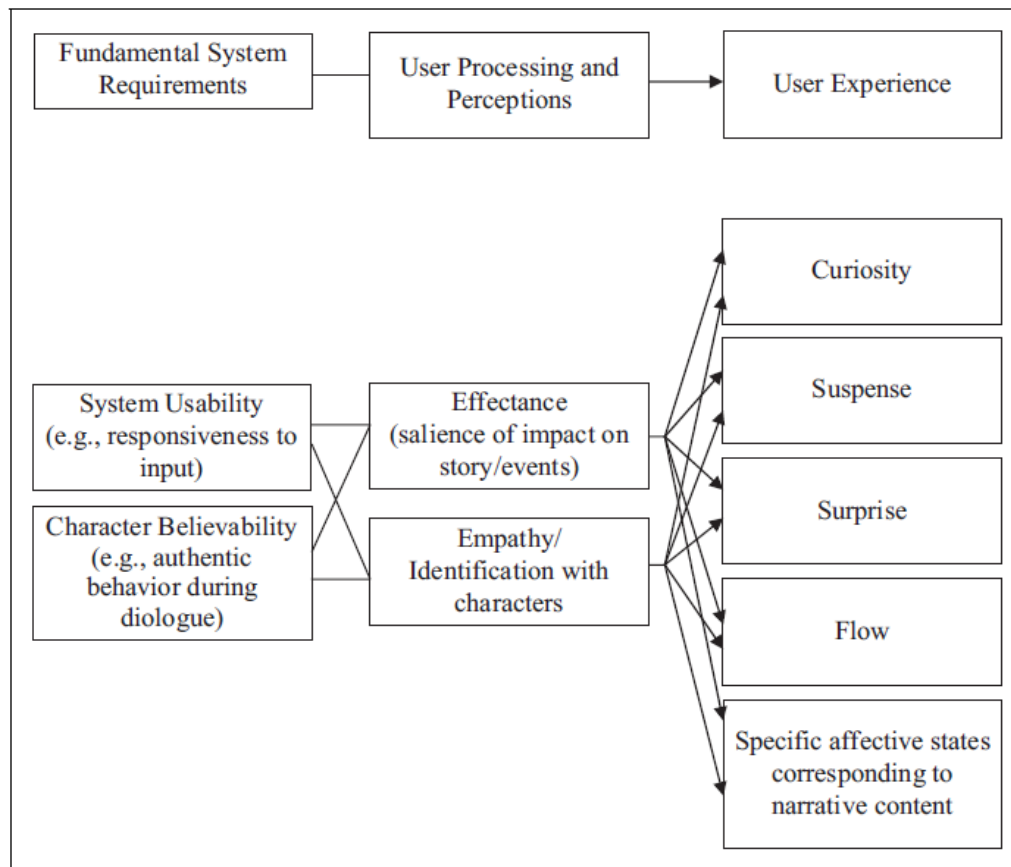 Fundamental System
Requirements
User Processing and
Perceptions
User Experience
System Usability
(e.g., responsiveness to
input)
Character Believability
(e.g., authentic
behavior during
diologue)
Effectance
(salience of impact on
story/events)
Empathy/
Identification with
characters
Curiosity
Suspense
Surprise
Flow
Specific affective states
corresponding to
narrative content